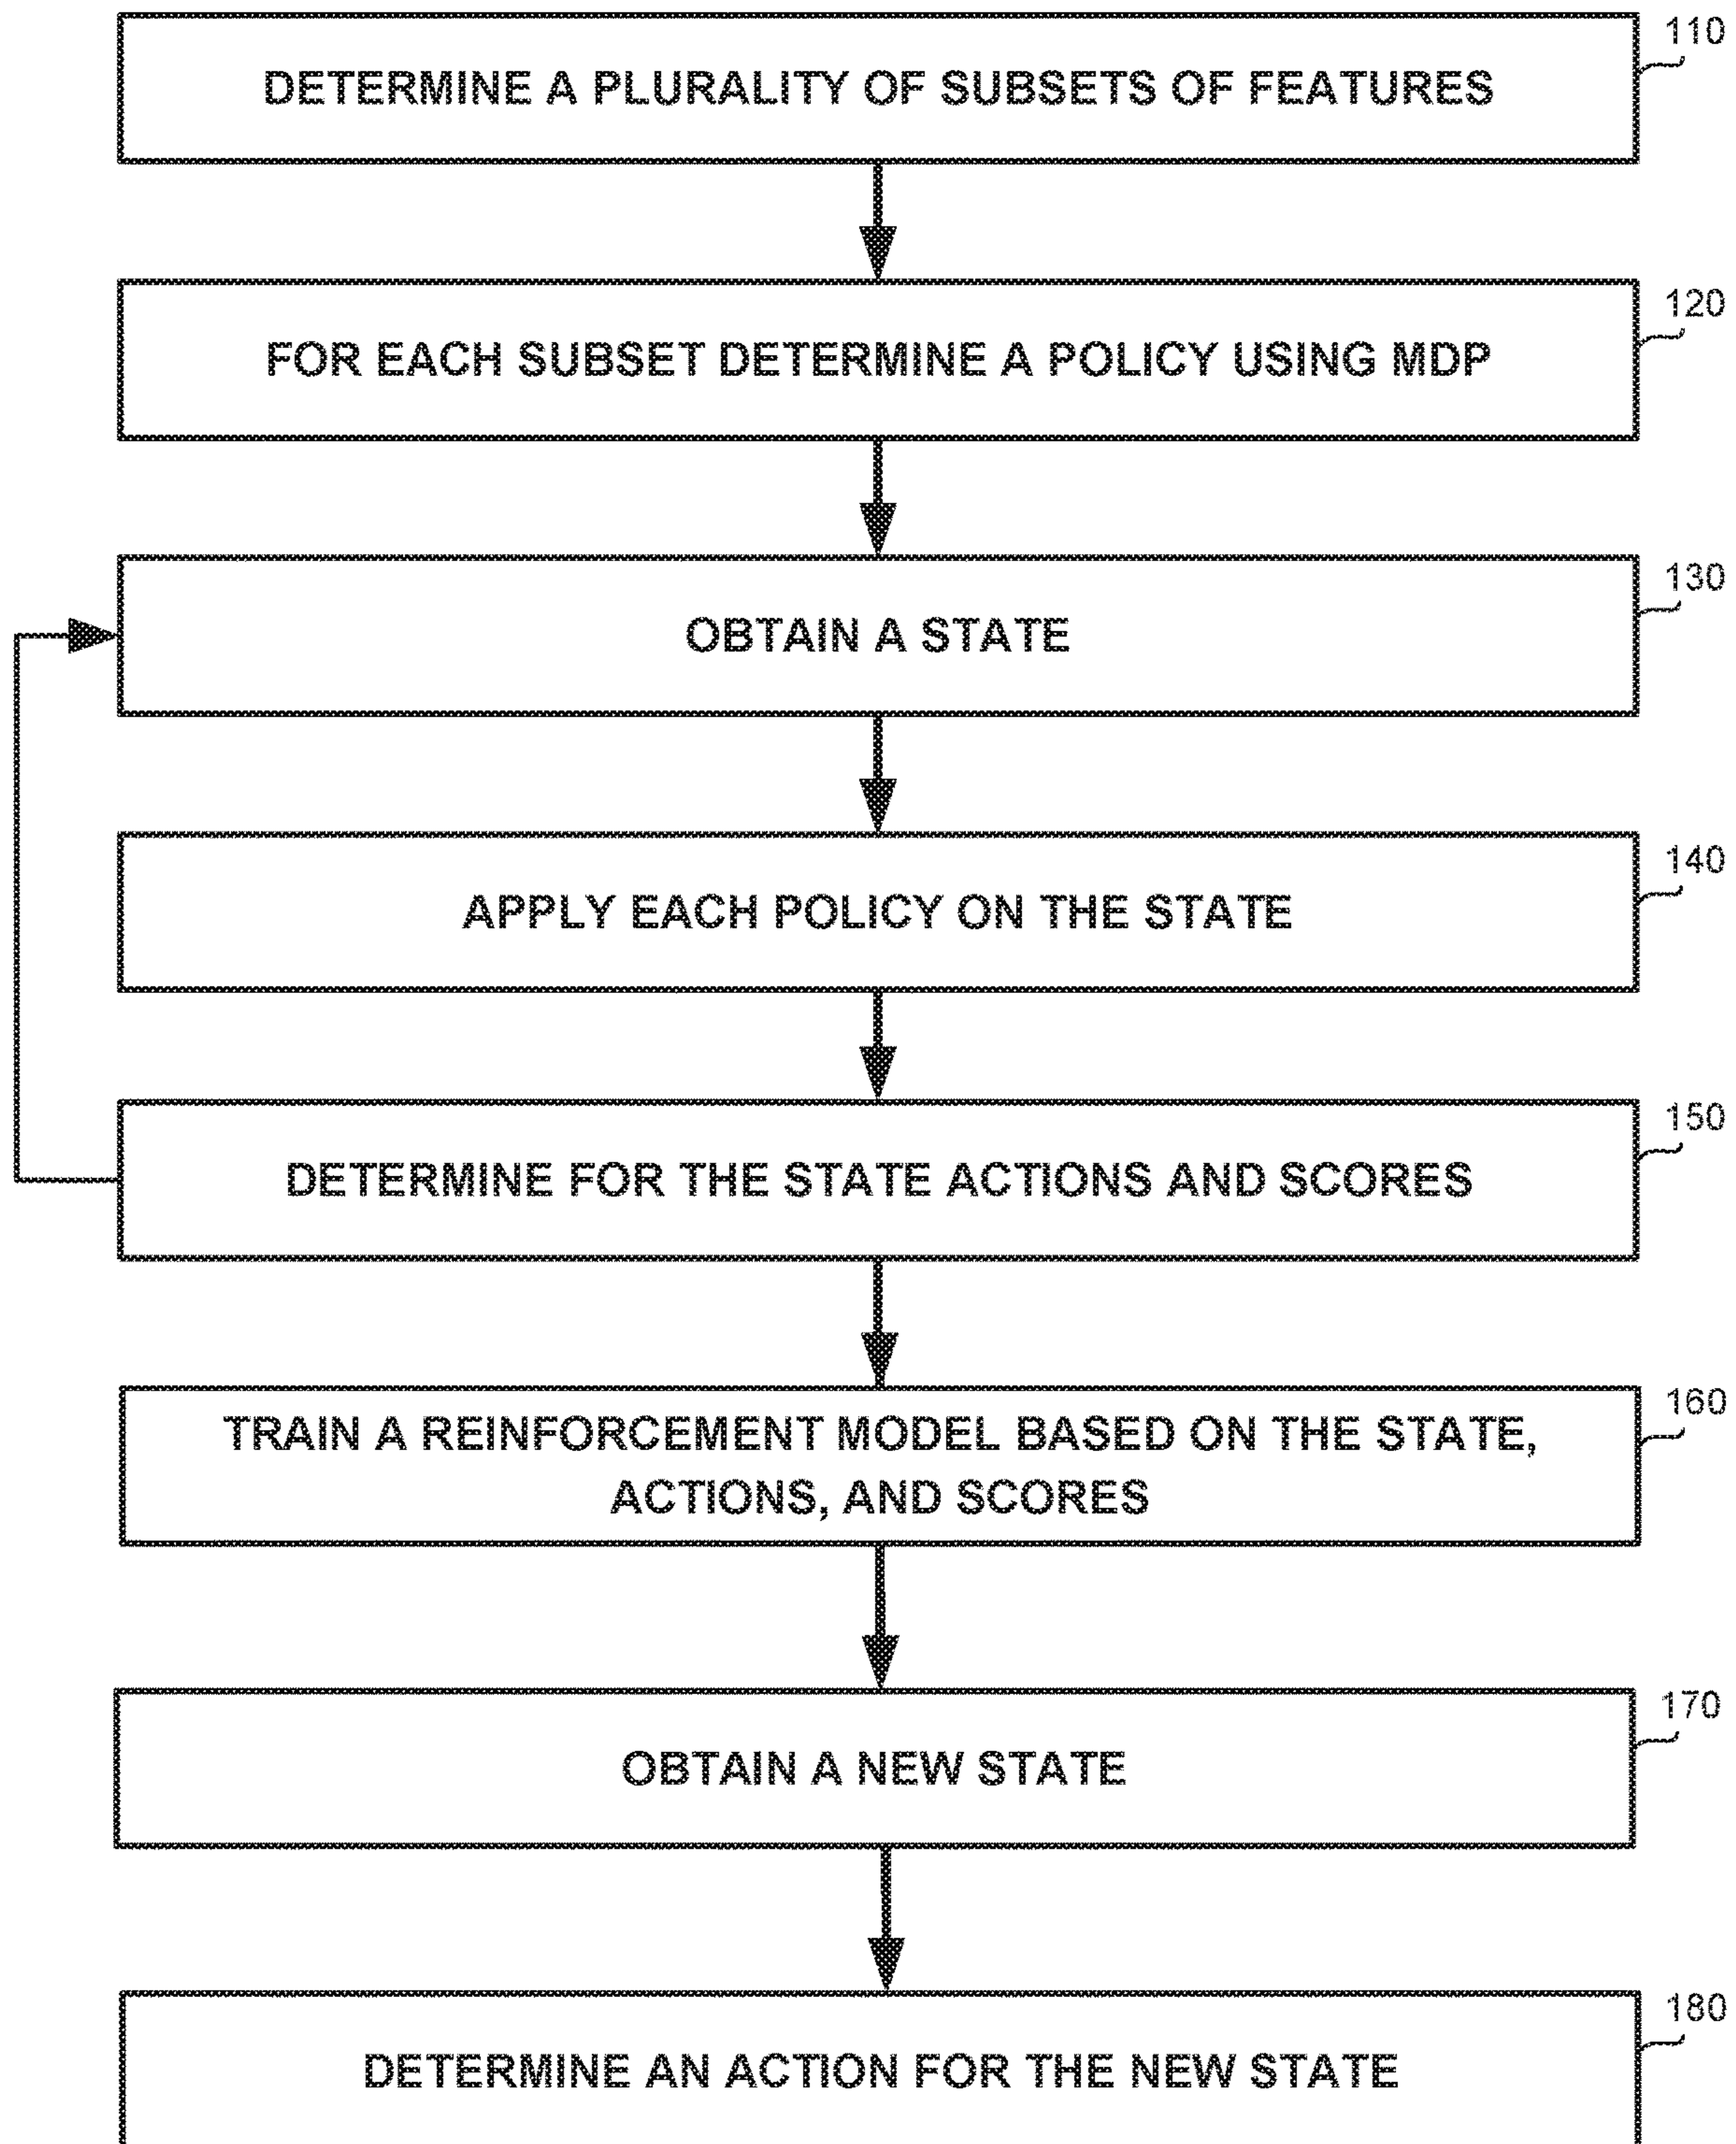 110
DETERMINE A PLURALITY OF SUBSETS OF FEATURES
120
FOR EACH SUBSET DETERMINE A POLICY USING MDP
130
OBTAIN A STATE
140
APPLY EACH POLICY ON THE STATE
150
DETERMINE FOR THE STATE ACTIONS AND SCORES
160
TRAIN A REINFORCEMENT MODEL BASED ON THE STATE,
ACTIONS, AND SCORES
170
OBTAIN A NEW STATE
180
DETERMINE AN ACTION FOR THE NEW STATE